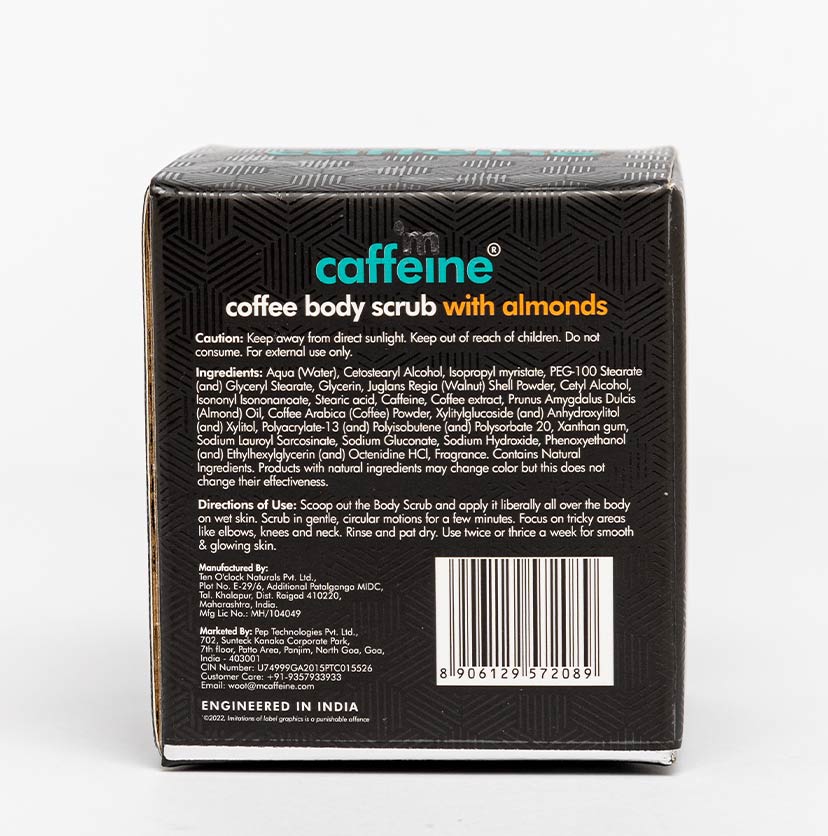 'm
caffeine®
coffee body scrub with almonds
Caution: Keep away from direct sunlight. Keep out of reach of children. Do not
consume. For external use only.
Ingredients: Aqua (Water), Cetostearyl Alcohol, Isopropyl myristate, PEG-100 Stearate
(and) Glyceryl Stearate, Glycerin, Juglans Regia (Walnut) Shell Powder, Cetyl Alcohol,
Isononyl Isononanoate, Stearic acid, Caffeine, Coffee extract, Prunus Amygdalus Dulcis
(Almond) Oil, Coffee Arabica (Coffee) Powder, Xylitylglucoside (and) Anhydroxylitol
(and) Xylitol, Polyacrylate-13 (and) Polyisobutene (and) Polysorbate 20, Xanthan gum,
Sodium Lauroyl Sarcosinate, Sodium Gluconate, Sodium Hydroxide, Phenoxyethanol
(and) Ethylhexylglycerin (and) Octenidine HCl, Fragrance. Contains Natural
Ingredients. Products with natural ingredients may change color but this does not
change their effectiveness.
Directions of Use: Scoop out the Body Scrub and apply it liberally all over the body
on wet skin. Scrub in gentle, circular motions for a few minutes. Focus on tricky areas
like elbows, knees and neck. Rinse and pat dry. Use twice or thrice a week for smooth
& glowing skin.
Manufactured By:
Ten O'clock Naturals Pvt. Ltd.,
Plot No. E-29/6, Additional Patalganga MIDC,
Tal. Khalapur, Dist. Raigad 410220,
Maharashtra, India.
Mfg Lic No.: MH/104049
Marketed By: Pep Technologies Pvt. Ltd.,
702, Sunteck Kanaka Corporate Park,
7th floor, Patto Area, Panjim, North Goa, Goa,
India - 403001
CIN Number: U74999GA2015PTC015526
Customer Care: +91-9357933933
Email: woot@mcaffeine.com
8 906129 572089
ENGINEERED IN INDIA
©2022, Imitations of label graphics is a punishable offence